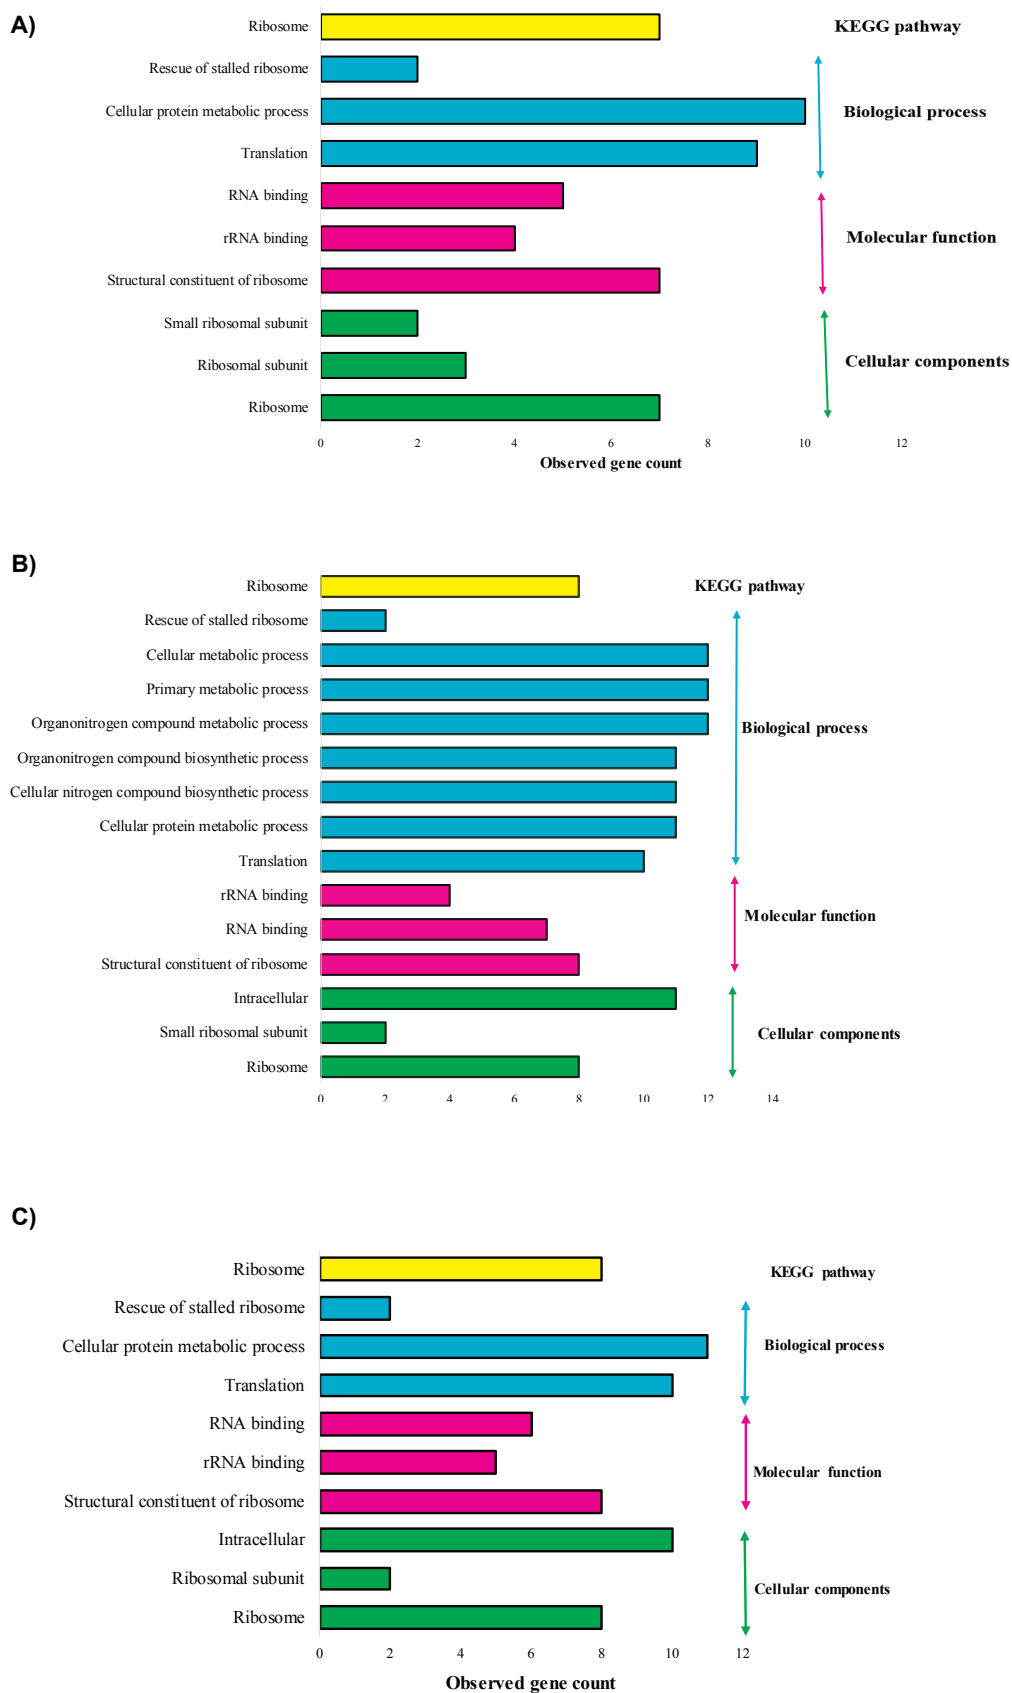 A)
Ribosome
KEGG pathway
Rescue of stalled ribosome
Cellular protein metabolic process
Biological process
Translation
RNA binding
rRNA binding
Molecular function
Structural constituent of ribosome
Small ribosomal subunit
Ribosomal subunit
Cellular components
Ribosome
0 2 4 6 8 10 12
Observed gene count
B)
Ribosome
KEGG pathway
Rescue of stalled ribosome
Cellular metabolic process
Primary metabolic process
Organonitrogen compound metabolic process
Biological process
Organonitrogen compound biosynthetic process
Cellular nitrogen compound biosynthetic process
Cellular protein metabolic process
Translation
rRNA binding
Molecular function
RNA binding
Structural constituent of ribosome
Intracellular
Small ribosomal subunit
Cellular components
Ribosome
0 2 4 6 8 10 12 14
C)
Ribosome
KEGG pathway
Rescue of stalled ribosome
Cellular protein metabolic process
Biological process
Translation
RNA binding
rRNA binding
Molecular function
Structural constituent of ribosome
Intracellular
Ribosomal subunit
Cellular components
Ribosome
0 2 4 6 8 10 12
Observed gene count